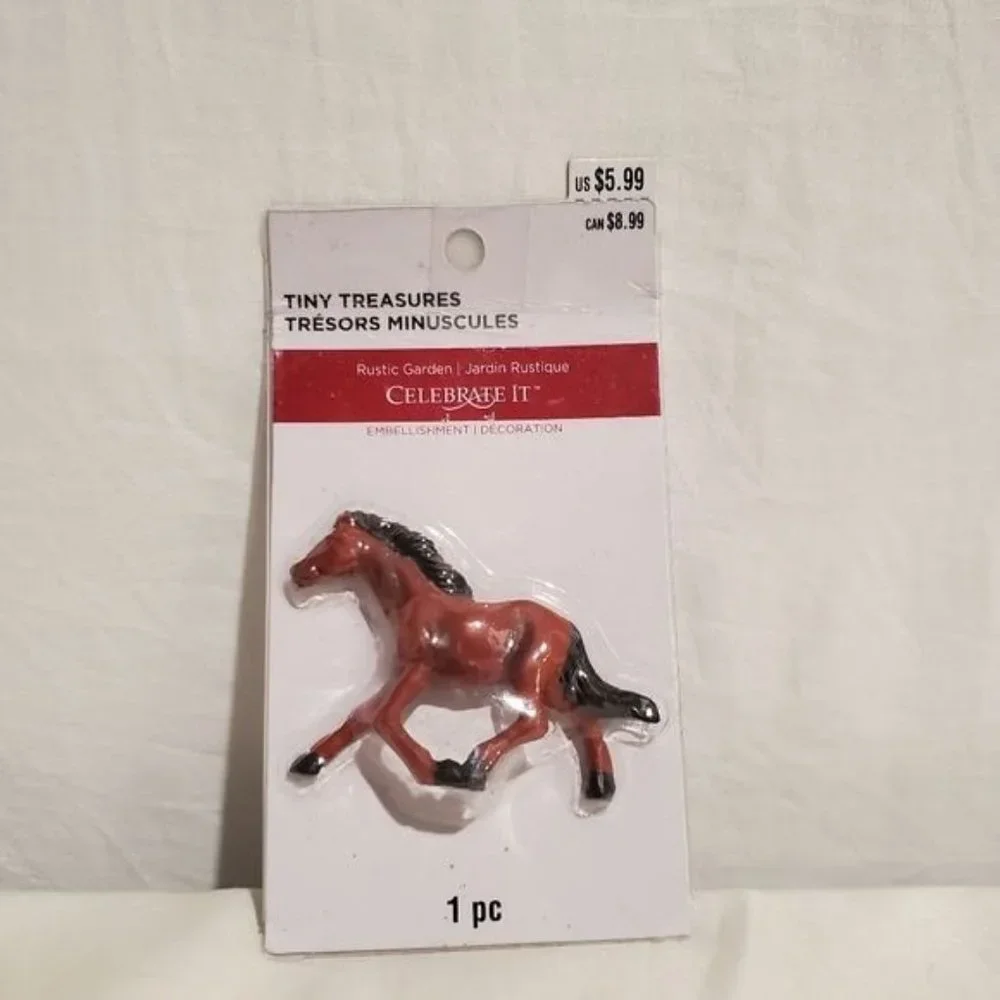 US $5.99
CAN $8.99
TINY TREASURES
TRÉSORS MINUSCULES
Rustic Garden | Jardin Rustique
CELEBRATE IT™
EMBELLISHMENT | DÉCORATION
1 pc